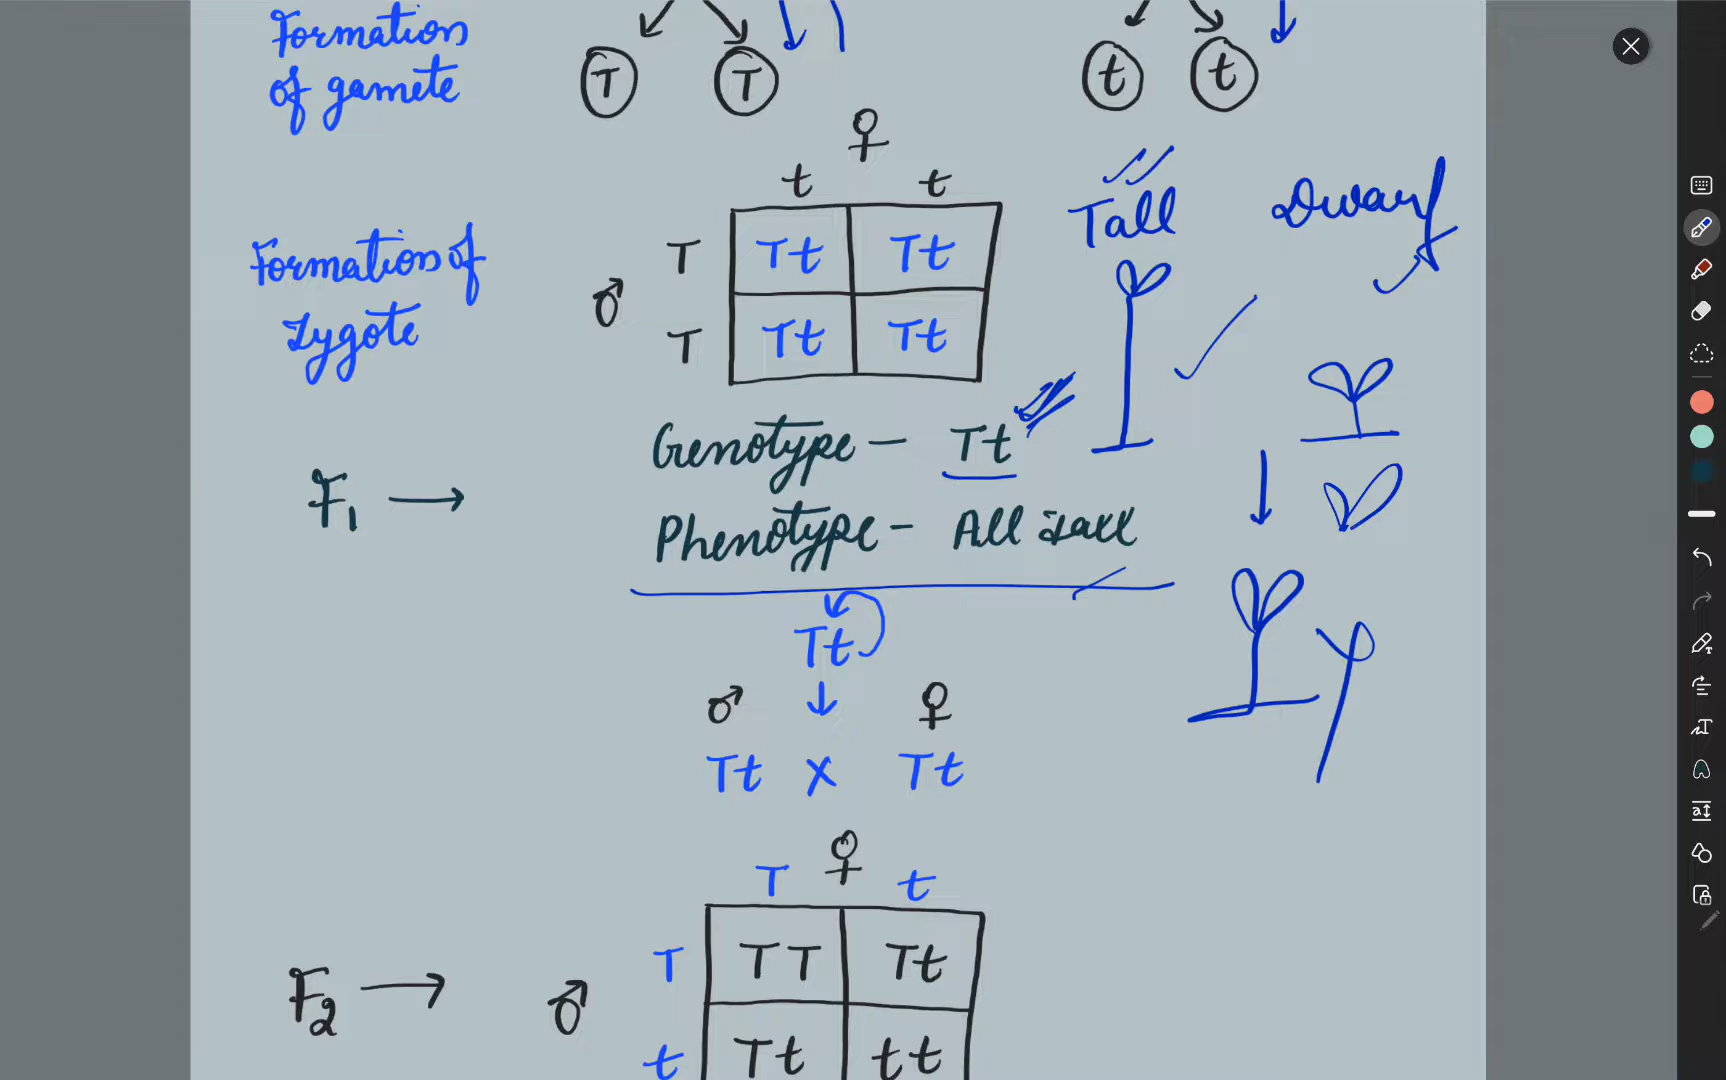 Formation
of gamete
T T t t
♀
t t
Tall Dwarf
Formation of
Zygote
♂
T Tt Tt
T Tt Tt
Genotype - Tt
F1 →
Phenotype - All Tall
Tt
♂ ♀
Tt x Tt
♀
T t
F2 → ♂
T TT Tt
t Tt tt